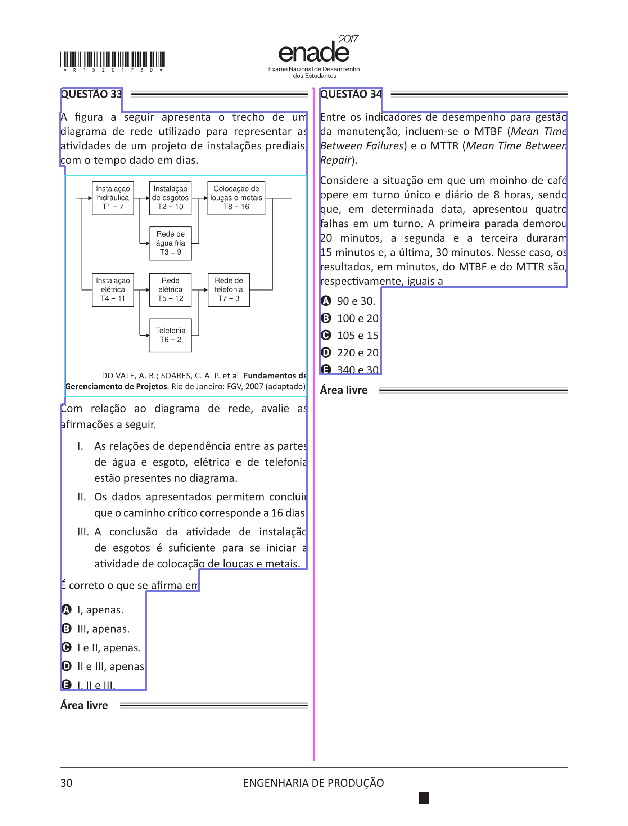 *R15201730*
enade
2017
Exame Nacional de Desempenho
dos Estudantes
QUESTÃO 33
A figura a seguir apresenta o trecho de um
diagrama de rede utilizado para representar as
atividades de um projeto de instalações prediais
com o tempo dado em dias.
Instalação
hidráulica
T1 – 7
Instalação
de esgotos
T2 – 10
Colocação de
louças e metais
T8 – 16
Rede de
água fria
T3 – 9
Instalação
elétrica
T4 – 11
Rede
elétrica
T5 – 12
Rede de
telefonia
T7 – 3
Telefonia
T6 – 2
DO VALE, A. B.; SOARES, C. A. P. et al. Fundamentos de
Gerenciamento de Projetos. Rio de Janeiro: FGV, 2007 (adaptado)
Com relação ao diagrama de rede, avalie as
afirmações a seguir.
I. As relações de dependência entre as partes
de água e esgoto, elétrica e de telefonia
estão presentes no diagrama.
II. Os dados apresentados permitem concluir
que o caminho crítico corresponde a 16 dias
III. A conclusão da atividade de instalação
de esgotos é suficiente para se iniciar a
atividade de colocação de louças e metais.
É correto o que se afirma em
A I, apenas.
B III, apenas.
C I e II, apenas.
D II e III, apenas
E I, II e III.
Área livre
QUESTÃO 34
Entre os indicadores de desempenho para gestão
da manutenção, incluem-se o MTBF (Mean Time
Between Failures) e o MTTR (Mean Time Between
Repair).
Considere a situação em que um moinho de café
opere em turno único e diário de 8 horas, sendo
que, em determinada data, apresentou quatro
falhas em um turno. A primeira parada demorou
20 minutos, a segunda e a terceira duraram
15 minutos e, a última, 30 minutos. Nesse caso, os
resultados, em minutos, do MTBF e do MTTR são,
respectivamente, iguais a
A 90 e 30.
B 100 e 20
C 105 e 15
D 220 e 20
E 340 e 30
Área livre
30
ENGENHARIA DE PRODUÇÃO